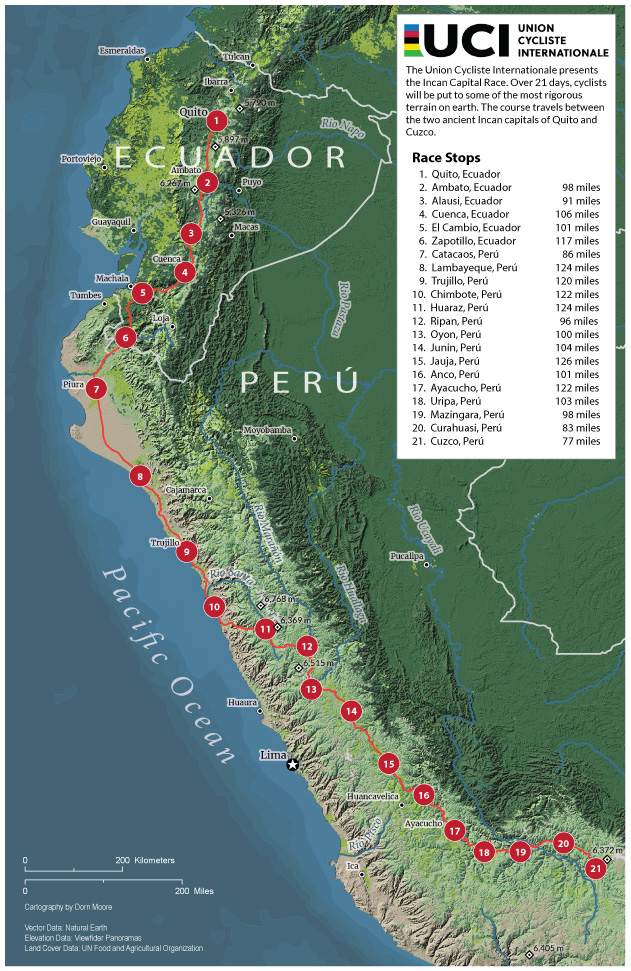 UCI UNION
CYCLISTE
INTERNATIONALE
The Union Cycliste Internationale presents
the Incan Capital Race. Over 21 days, cyclists
will be put to some of the most rigorous
terrain on earth. The course travels between
the two ancient Incan capitals of Quito and
Cuzco.
Race Stops
1. Quito, Ecuador
2. Ambato, Ecuador 98 miles
3. Alausi, Ecuador 91 miles
4. Cuenca, Ecuador 106 miles
5. El Cambio, Ecuador 101 miles
6. Zapotillo, Ecuador 117 miles
7. Catacaos, Perú 86 miles
8. Lambayeque, Perú 124 miles
9. Trujillo, Perú 120 miles
10. Chimbote, Perú 122 miles
11. Huaraz, Perú 124 miles
12. Ripan, Perú 96 miles
13. Oyon, Perú 100 miles
14. Junin, Perú 104 miles
15. Jauja, Perú 126 miles
16. Anco, Perú 101 miles
17. Ayacucho, Perú 122 miles
18. Uripa, Perú 103 miles
19. Mazingara, Perú 98 miles
20. Curahuasi, Perú 83 miles
21. Cuzco, Perú 77 miles
Esmeraldas
Tulcan
Ibarra
5,790 m
Quito
1
Rio Napo
5,897 m
ECUADOR
Portoviejo
Ambato
2
6,267 m
Puyo
5,326 m
Guayaquil
3
Macas
Cuenca
4
Machala
5
Rio Pastaza
Tumbes
Loja
6
PERÚ
Piura
7
Moyobamba
8
Cajamarca
Rio Marañon
Rio Ucayali
Trujillo
9
Pucallpa
Rio Santa
Rio Huallaga
10
6,768 m
6,369 m
11
12
6,515 m
13
Pacific Ocean
Huaura
14
Lima
15
Huancavelica
16
Ayacucho
17
Rio Pisco
18
19
20
6,372 m
21
Ica
6,405 m
0 200 Kilometers
0 200 Miles
Cartography by Dorn Moore
Vector Data: Natural Earth
Elevation Data: Viewfider Panoramas
Land Cover Data: UN Food and Agricultural Organization